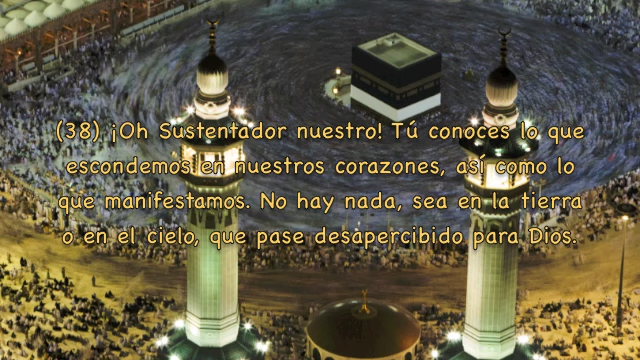 (38) ¡Oh Sustentador nuestro! Tú conoces lo que
escondemos en nuestros corazones, así como lo
que manifestamos. No hay nada, sea en la tierra
o en el cielo, que pase desapercibido para Dios.